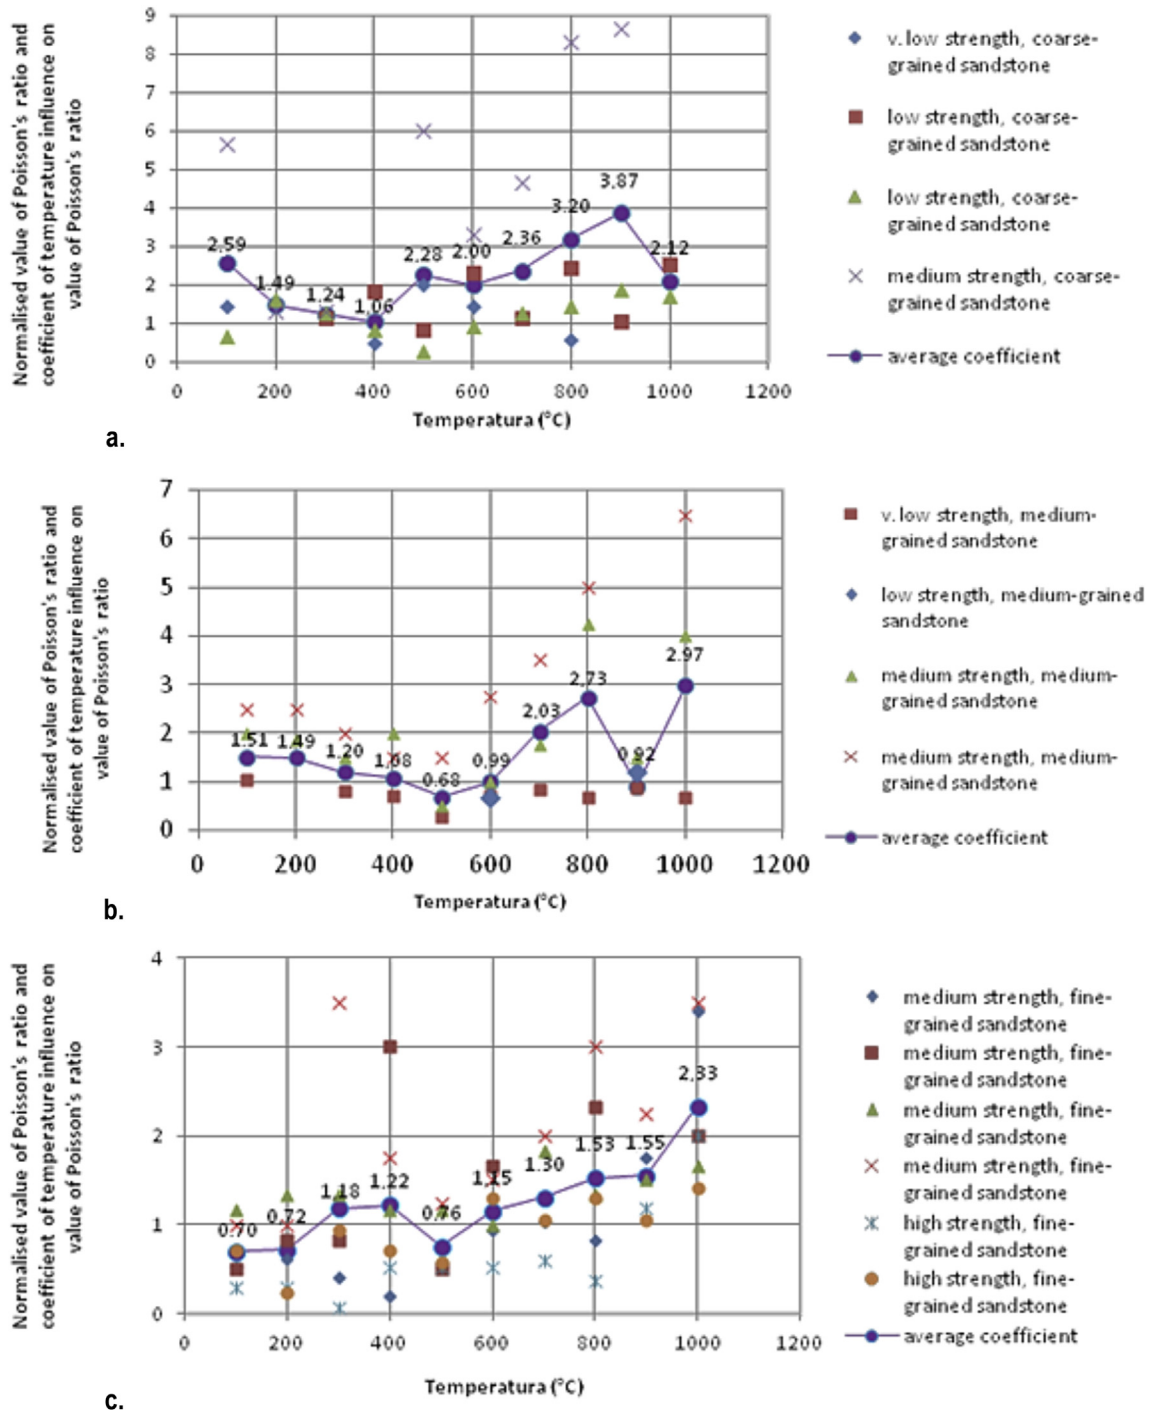 Normalised value of Poisson's ratio and
coefficient of temperature influence on
value of Poisson's ratio
9
8
7
6
5
4
3
2
1
0
2.59
1.49
1.24
1.06
2.28
2.00
2.36
3.20
3.87
2.12
0
200
400
600
800
1000
1200
Temperatura (°C)
v. low strength, coarse-
grained sandstone
low strength, coarse-
grained sandstone
low strength, coarse-
grained sandstone
medium strength, coarse-
grained sandstone
average coefficient
a.
Normalised value of Poisson's ratio and
coefficient of temperature influence on
value of Poisson's ratio
7
6
5
4
3
2
1
0
1.51
1.49
1.20
1.08
0.68
0.99
2.03
2.73
0.92
2.97
0
200
400
600
800
1000
1200
Temperatura (°C)
v. low strength, medium-
grained sandstone
low strength, medium-grained
sandstone
medium strength, medium-
grained sandstone
medium strength, medium-
grained sandstone
average coefficient
b.
Normalised value of Poisson's ratio and
coefficient of temperature influence on
value of Poisson's ratio
4
3
2
1
0
0.70
0.72
1.18
1.22
0.76
1.15
1.30
1.53
1.55
2.33
0
200
400
600
800
1000
1200
Temperatura (°C)
medium strength, fine-
grained sandstone
medium strength, fine-
grained sandstone
medium strength, fine-
grained sandstone
medium strength, fine-
grained sandstone
high strength, fine-
grained sandstone
high strength, fine-
grained sandstone
average coefficient
c.